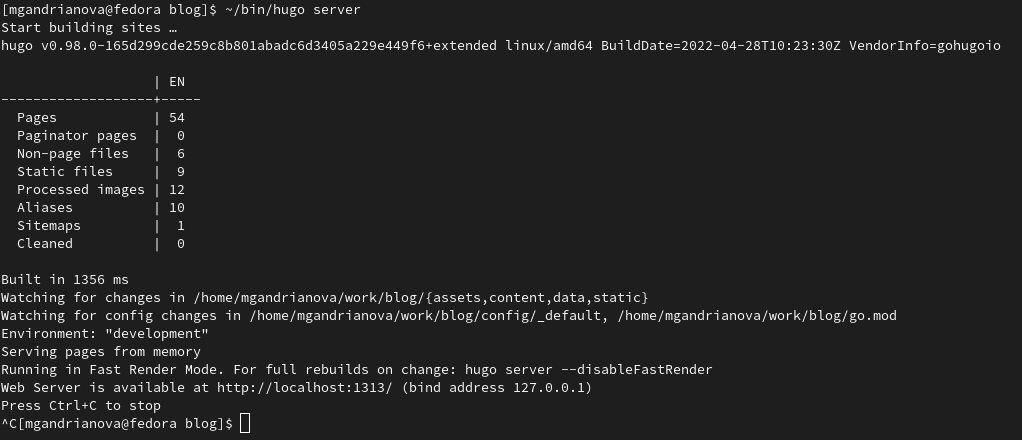 [mgandrianova@fedora blog]$ ~/bin/hugo server
Start building sites …
hugo v0.98.0-165d299cde259c8b801abadc6d3405a229e449f6+extended linux/amd64 BuildDate=2022-04-28T10:23:30Z VendorInfo=gohugoio
                   | EN
-------------------+-----
  Pages            | 54
  Paginator pages  |  0
  Non-page files   |  6
  Static files     |  9
  Processed images | 12
  Aliases          | 10
  Sitemaps         |  1
  Cleaned          |  0
Built in 1356 ms
Watching for changes in /home/mgandrianova/work/blog/{assets,content,data,static}
Watching for config changes in /home/mgandrianova/work/blog/config/_default, /home/mgandrianova/work/blog/go.mod
Environment: "development"
Serving pages from memory
Running in Fast Render Mode. For full rebuilds on change: hugo server --disableFastRender
Web Server is available at http://localhost:1313/ (bind address 127.0.0.1)
Press Ctrl+C to stop
^C[mgandrianova@fedora blog]$